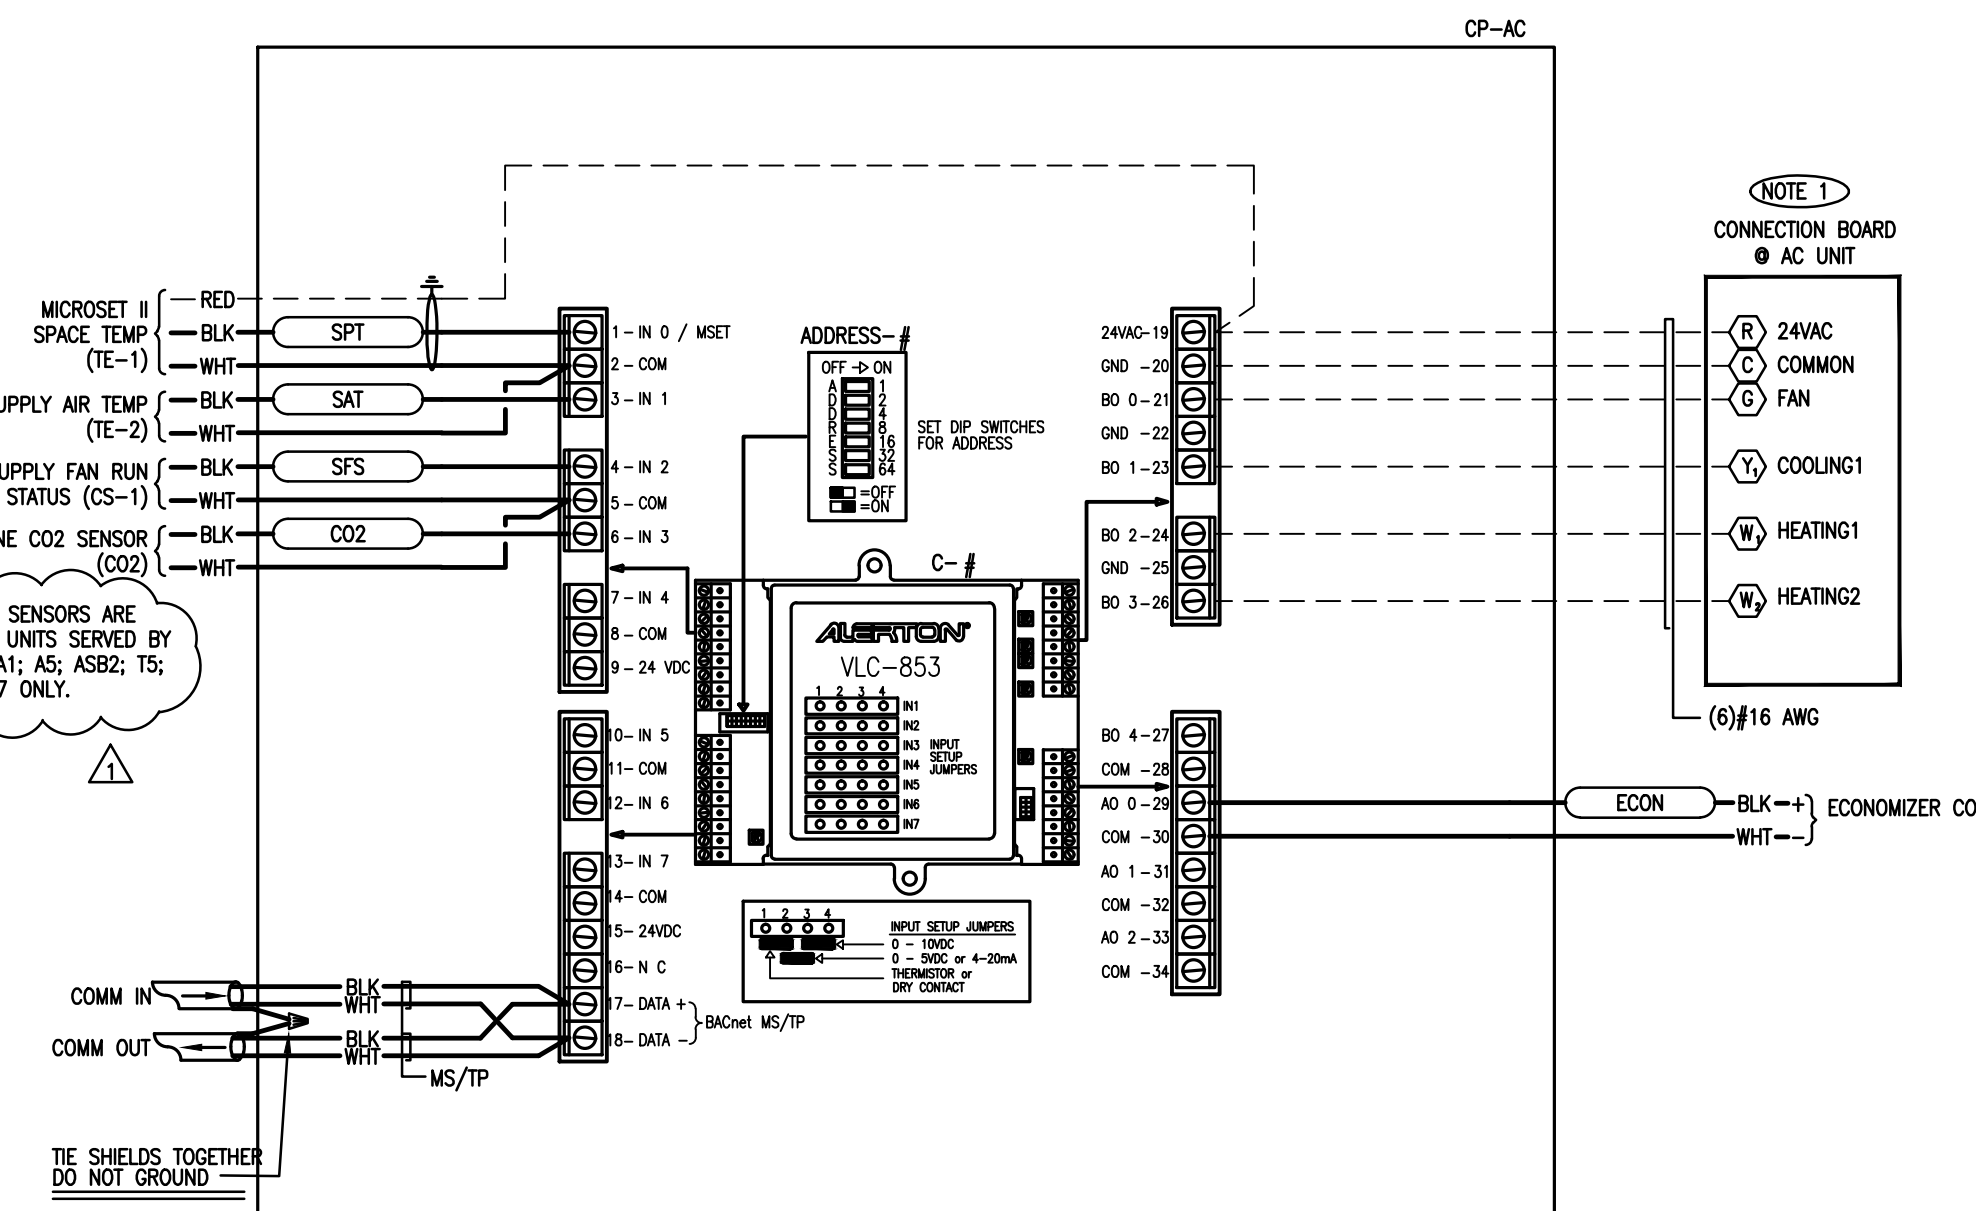 CP-AC
NOTE 1
CONNECTION BOARD
@ AC UNIT
MICROSET II
SPACE TEMP
(TE-1)
RED
BLK
SPT
WHT
UPPLY AIR TEMP
(TE-2)
BLK
SAT
WHT
UPPLY FAN RUN
STATUS (CS-1)
BLK
SFS
WHT
NE CO2 SENSOR
(CO2)
BLK
CO2
WHT
SENSORS ARE
UNITS SERVED BY
A1; A5; ASB2; T5;
7 ONLY.
1
1- IN 0 / MSET
2- COM
3- IN 1
4- IN 2
5- COM
6- IN 3
7- IN 4
8- COM
9- 24 VDC
10- IN 5
11- COM
12- IN 6
13- IN 7
14- COM
15- 24VDC
16- N C
17- DATA +
18- DATA -
BACnet MS/TP
ADDRESS-#
OFF ON
A 1
D 2
D 4
R 8
E 16
S 32
S 64
=OFF
=ON
SET DIP SWITCHES
FOR ADDRESS
C-#
ALERTON®
VLC-853
1 2 3 4
IN1
IN2
IN3
IN4
IN5
IN6
IN7
INPUT
SETUP
JUMPERS
1 2 3 4
INPUT SETUP JUMPERS
0 - 10VDC
0 - 5VDC or 4-20mA
THERMISTOR or
DRY CONTACT
24VAC-19
GND -20
BO 0-21
GND -22
BO 1-23
BO 2-24
GND -25
BO 3-26
BO 4-27
COM -28
AO 0-29
COM -30
AO 1-31
COM -32
AO 2-33
COM -34
R 24VAC
C COMMON
G FAN
Y1 COOLING1
W1 HEATING1
W2 HEATING2
(6)#16 AWG
ECON
BLK +
WHT -
ECONOMIZER CO
COMM IN
BLK
WHT
COMM OUT
BLK
WHT
MS/TP
TIE SHIELDS TOGETHER
DO NOT GROUND